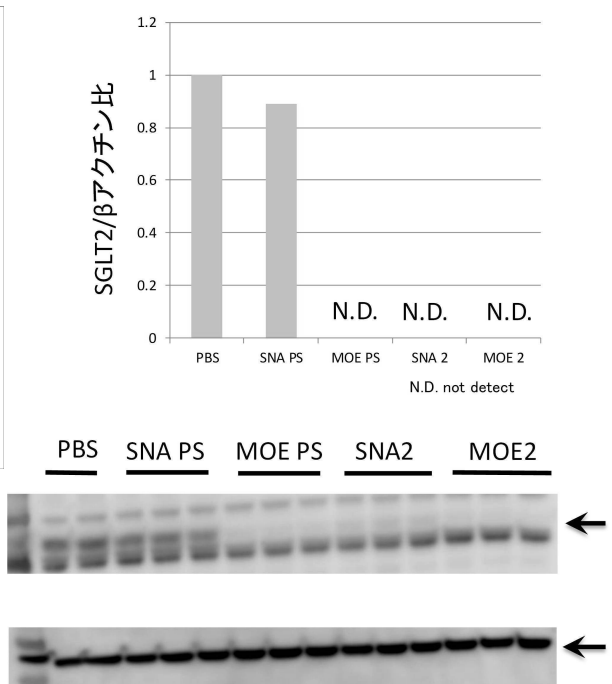 SGLT2/βアクチン比
1.2
1
0.8
0.6
0.4
0.2
0
N.D. N.D. N.D.
PBS SNA PS MOE PS SNA 2 MOE 2
N.D. not detect
PBS SNA PS MOE PS SNA2 MOE2